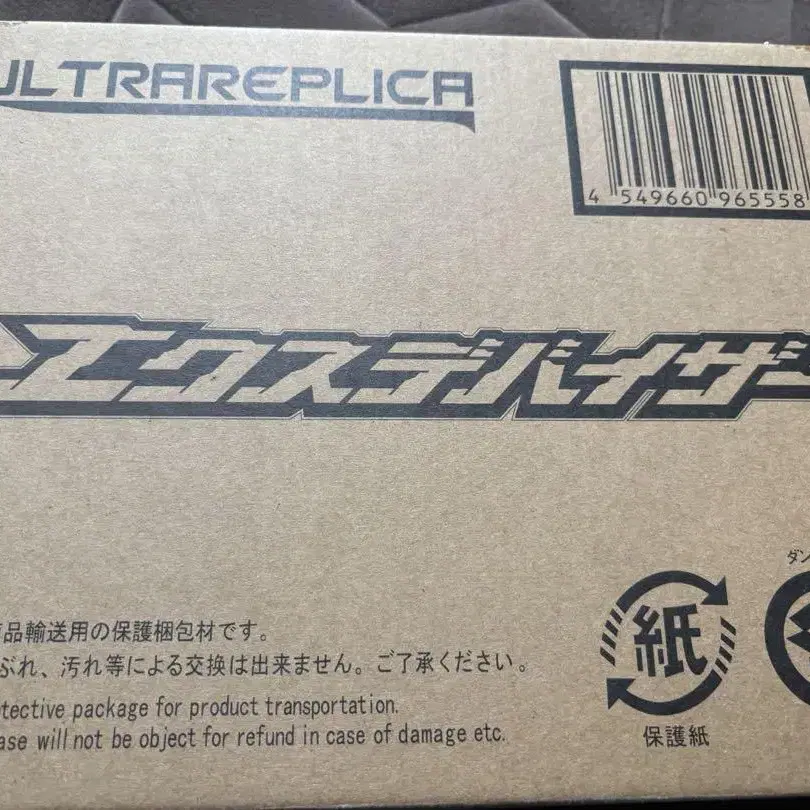 ULTRAREPLICA
4 549660 965558
エクスデバイザー
品輸送用の保護梱包材です。
ぶれ、汚れ等による交換は出来ません。ご了承ください。
tective package for product transportation.
ase will not be object for refund in case of damage etc.
紙
保護紙
ダン